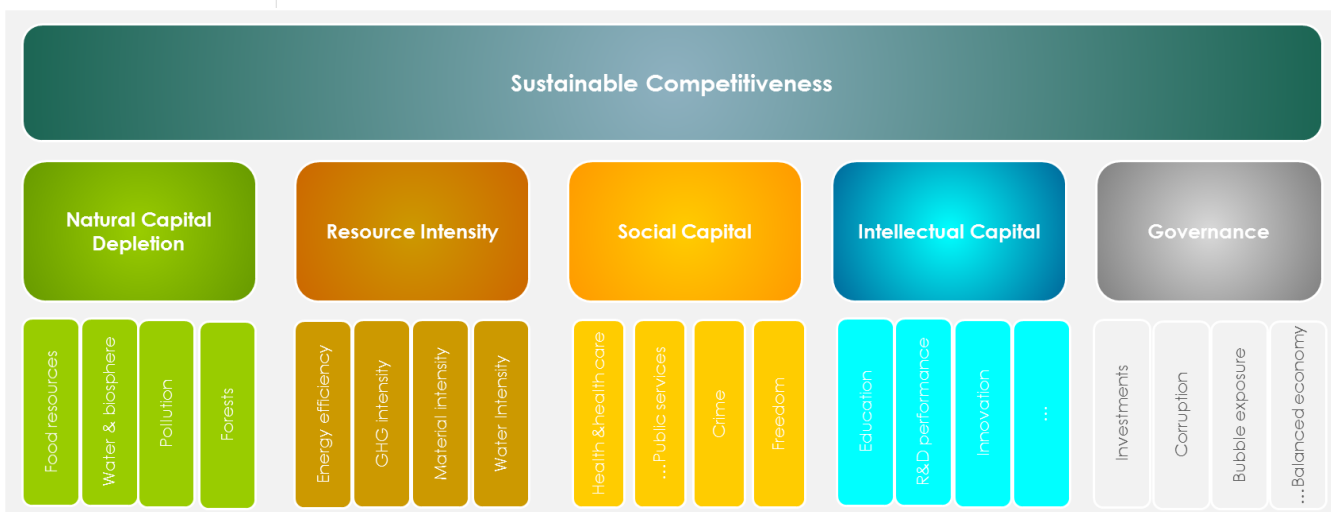 Sustainable Competitiveness
Natural Capital
Depletion
Resource Intensity
Social Capital
Intellectual Capital
Governance
Food resources
Water & biosphere
Pollution
Forests
Energy efficiency
GHG intensity
Material intensity
Water Intensity
Health &health care
...Public services
Crime
Freedom
Education
R&D performance
Innovation
...
Investments
Corruption
Bubble exposure
...Balanced economy